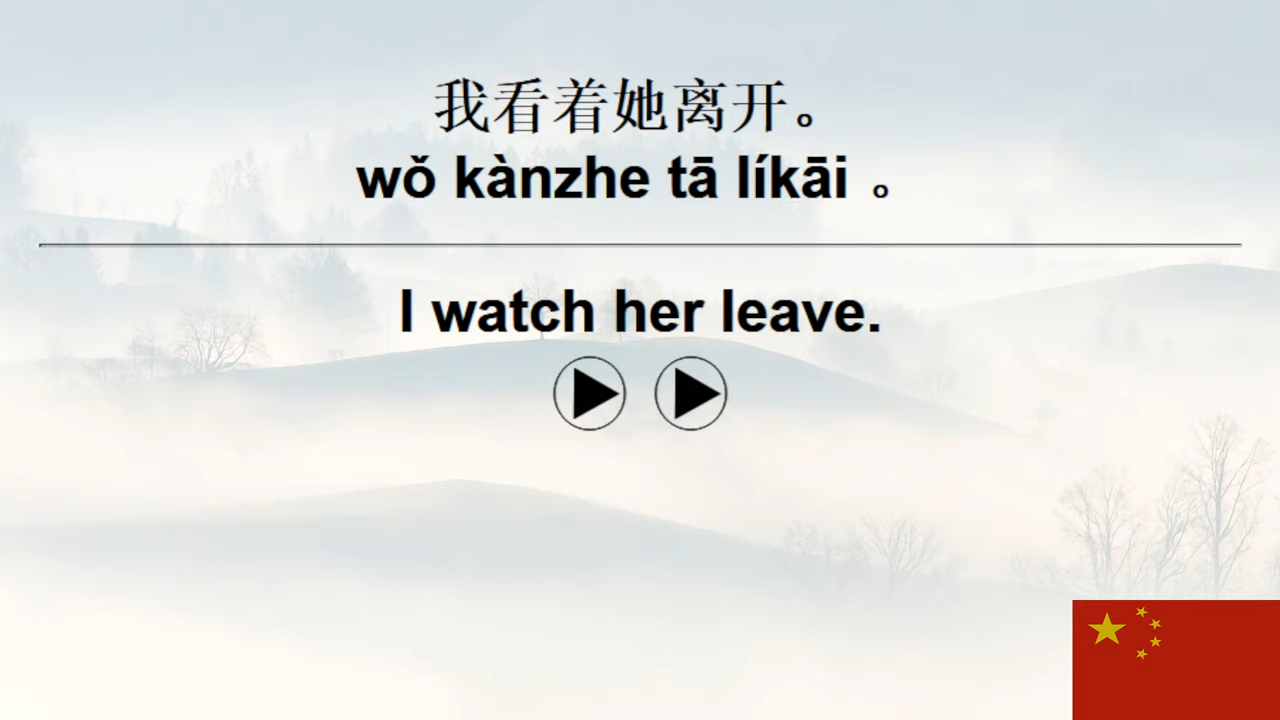 我看着她离开。
wǒ kànzhe tā líkāi 。
I watch her leave.